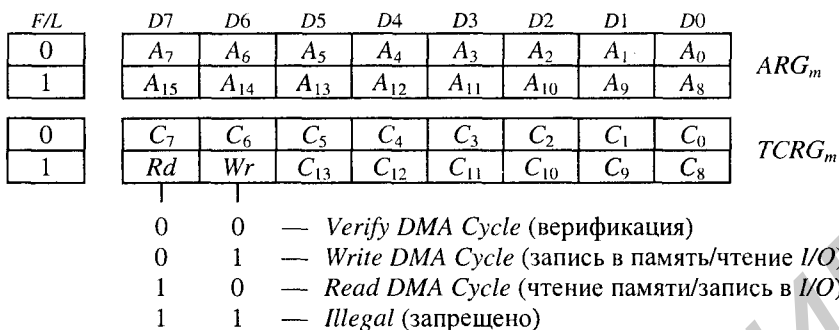 F/L D7 D6 D5 D4 D3 D2 D1 D0
0 A₇ A₆ A₅ A₄ A₃ A₂ A₁ A₀
1 A₁₅ A₁₄ A₁₃ A₁₂ A₁₁ A₁₀ A₉ A₈
ARGₘ
0 C₇ C₆ C₅ C₄ C₃ C₂ C₁ C₀
1 Rd Wr C₁₃ C₁₂ C₁₁ C₁₀ C₉ C₈
TCRGₘ
0 0 — Verify DMA Cycle (верификация)
0 1 — Write DMA Cycle (запись в память/чтение I/O)
1 0 — Read DMA Cycle (чтение памяти/запись в I/O)
1 1 — Illegal (запрещено)